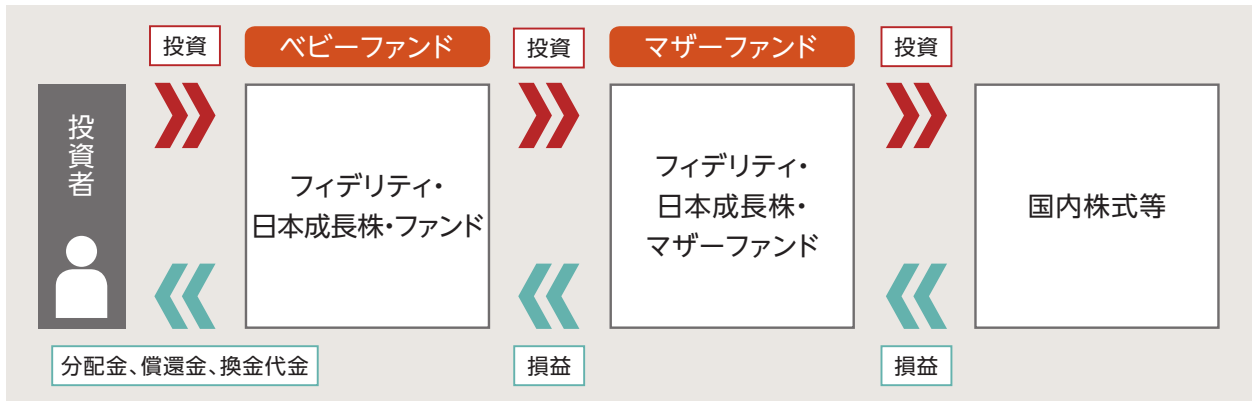 投資
ベビーファンド
投資
マザーファンド
投資
投資者
フィデリティ・
日本成長株・ファンド
フィデリティ・
日本成長株・
マザーファンド
国内株式等
分配金、償還金、換金代金
損益
損益